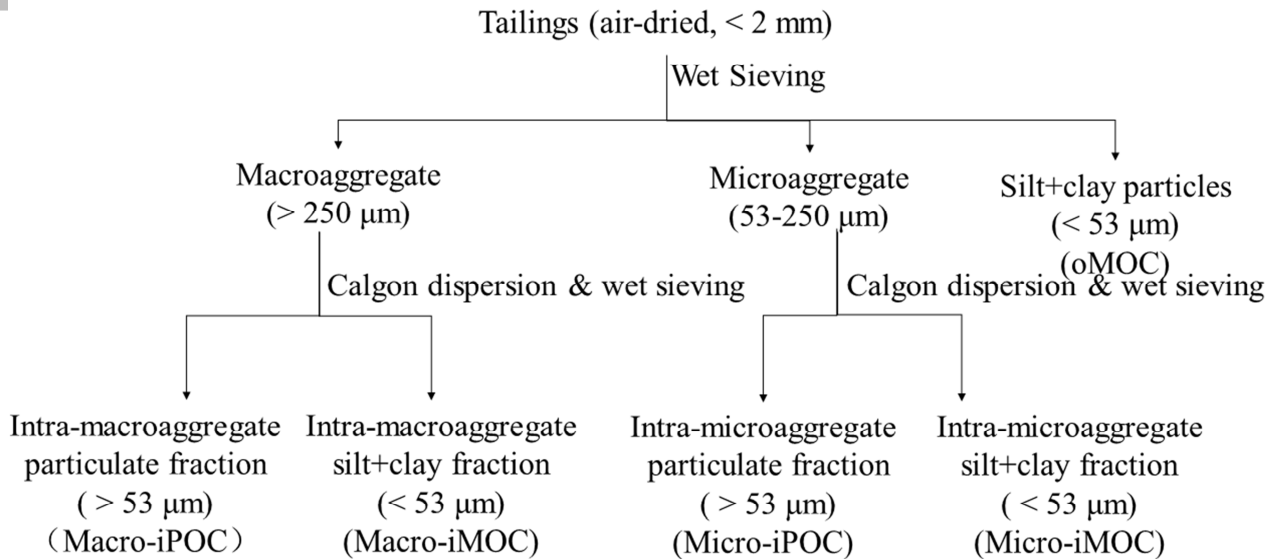 Tailings (air-dried, < 2 mm)
Wet Sieving
Macroaggregate
(> 250 μm)
Microaggregate
(53-250 μm)
Silt+clay particles
(< 53 μm)
(oMOC)
Calgon dispersion & wet sieving
Calgon dispersion & wet sieving
Intra-macroaggregate
particulate fraction
( > 53 μm)
（Macro-iPOC）
Intra-macroaggregate
silt+clay fraction
(< 53 μm)
(Macro-iMOC)
Intra-microaggregate
particulate fraction
( > 53 μm)
(Micro-iPOC)
Intra-microaggregate
silt+clay fraction
( < 53 μm)
(Micro-iMOC)